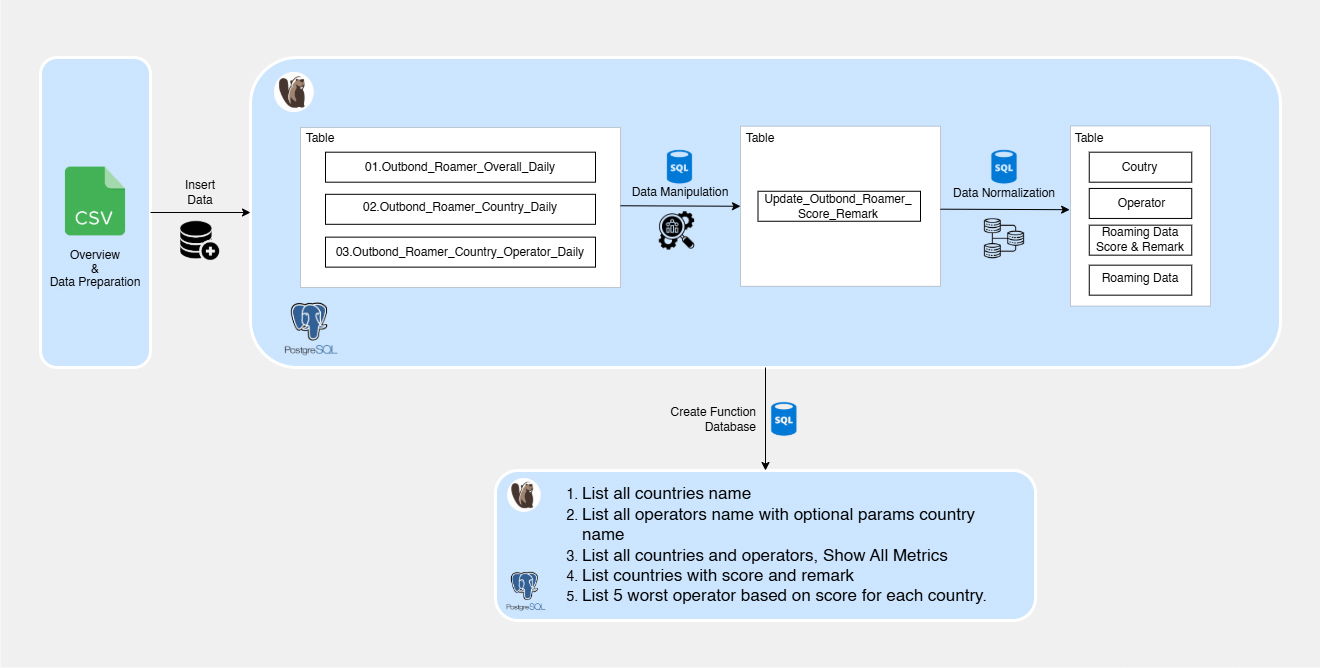 CSV
Overview
&
Data Preparation
Insert
Data
Table
01.Outbond_Roamer_Overall_Daily
02.Outbond_Roamer_Country_Daily
03.Outbond_Roamer_Country_Operator_Daily
PostgreSQL
SQL
Data Manipulation
Table
Update_Outbond_Roamer_
Score_Remark
SQL
Data Normalization
Table
Coutry
Operator
Roaming Data
Score & Remark
Roaming Data
Create Function
Database
SQL
1. List all countries name
2. List all operators name with optional params country
name
3. List all countries and operators, Show All Metrics
4. List countries with score and remark
5. List 5 worst operator based on score for each country.
PostgreSQL